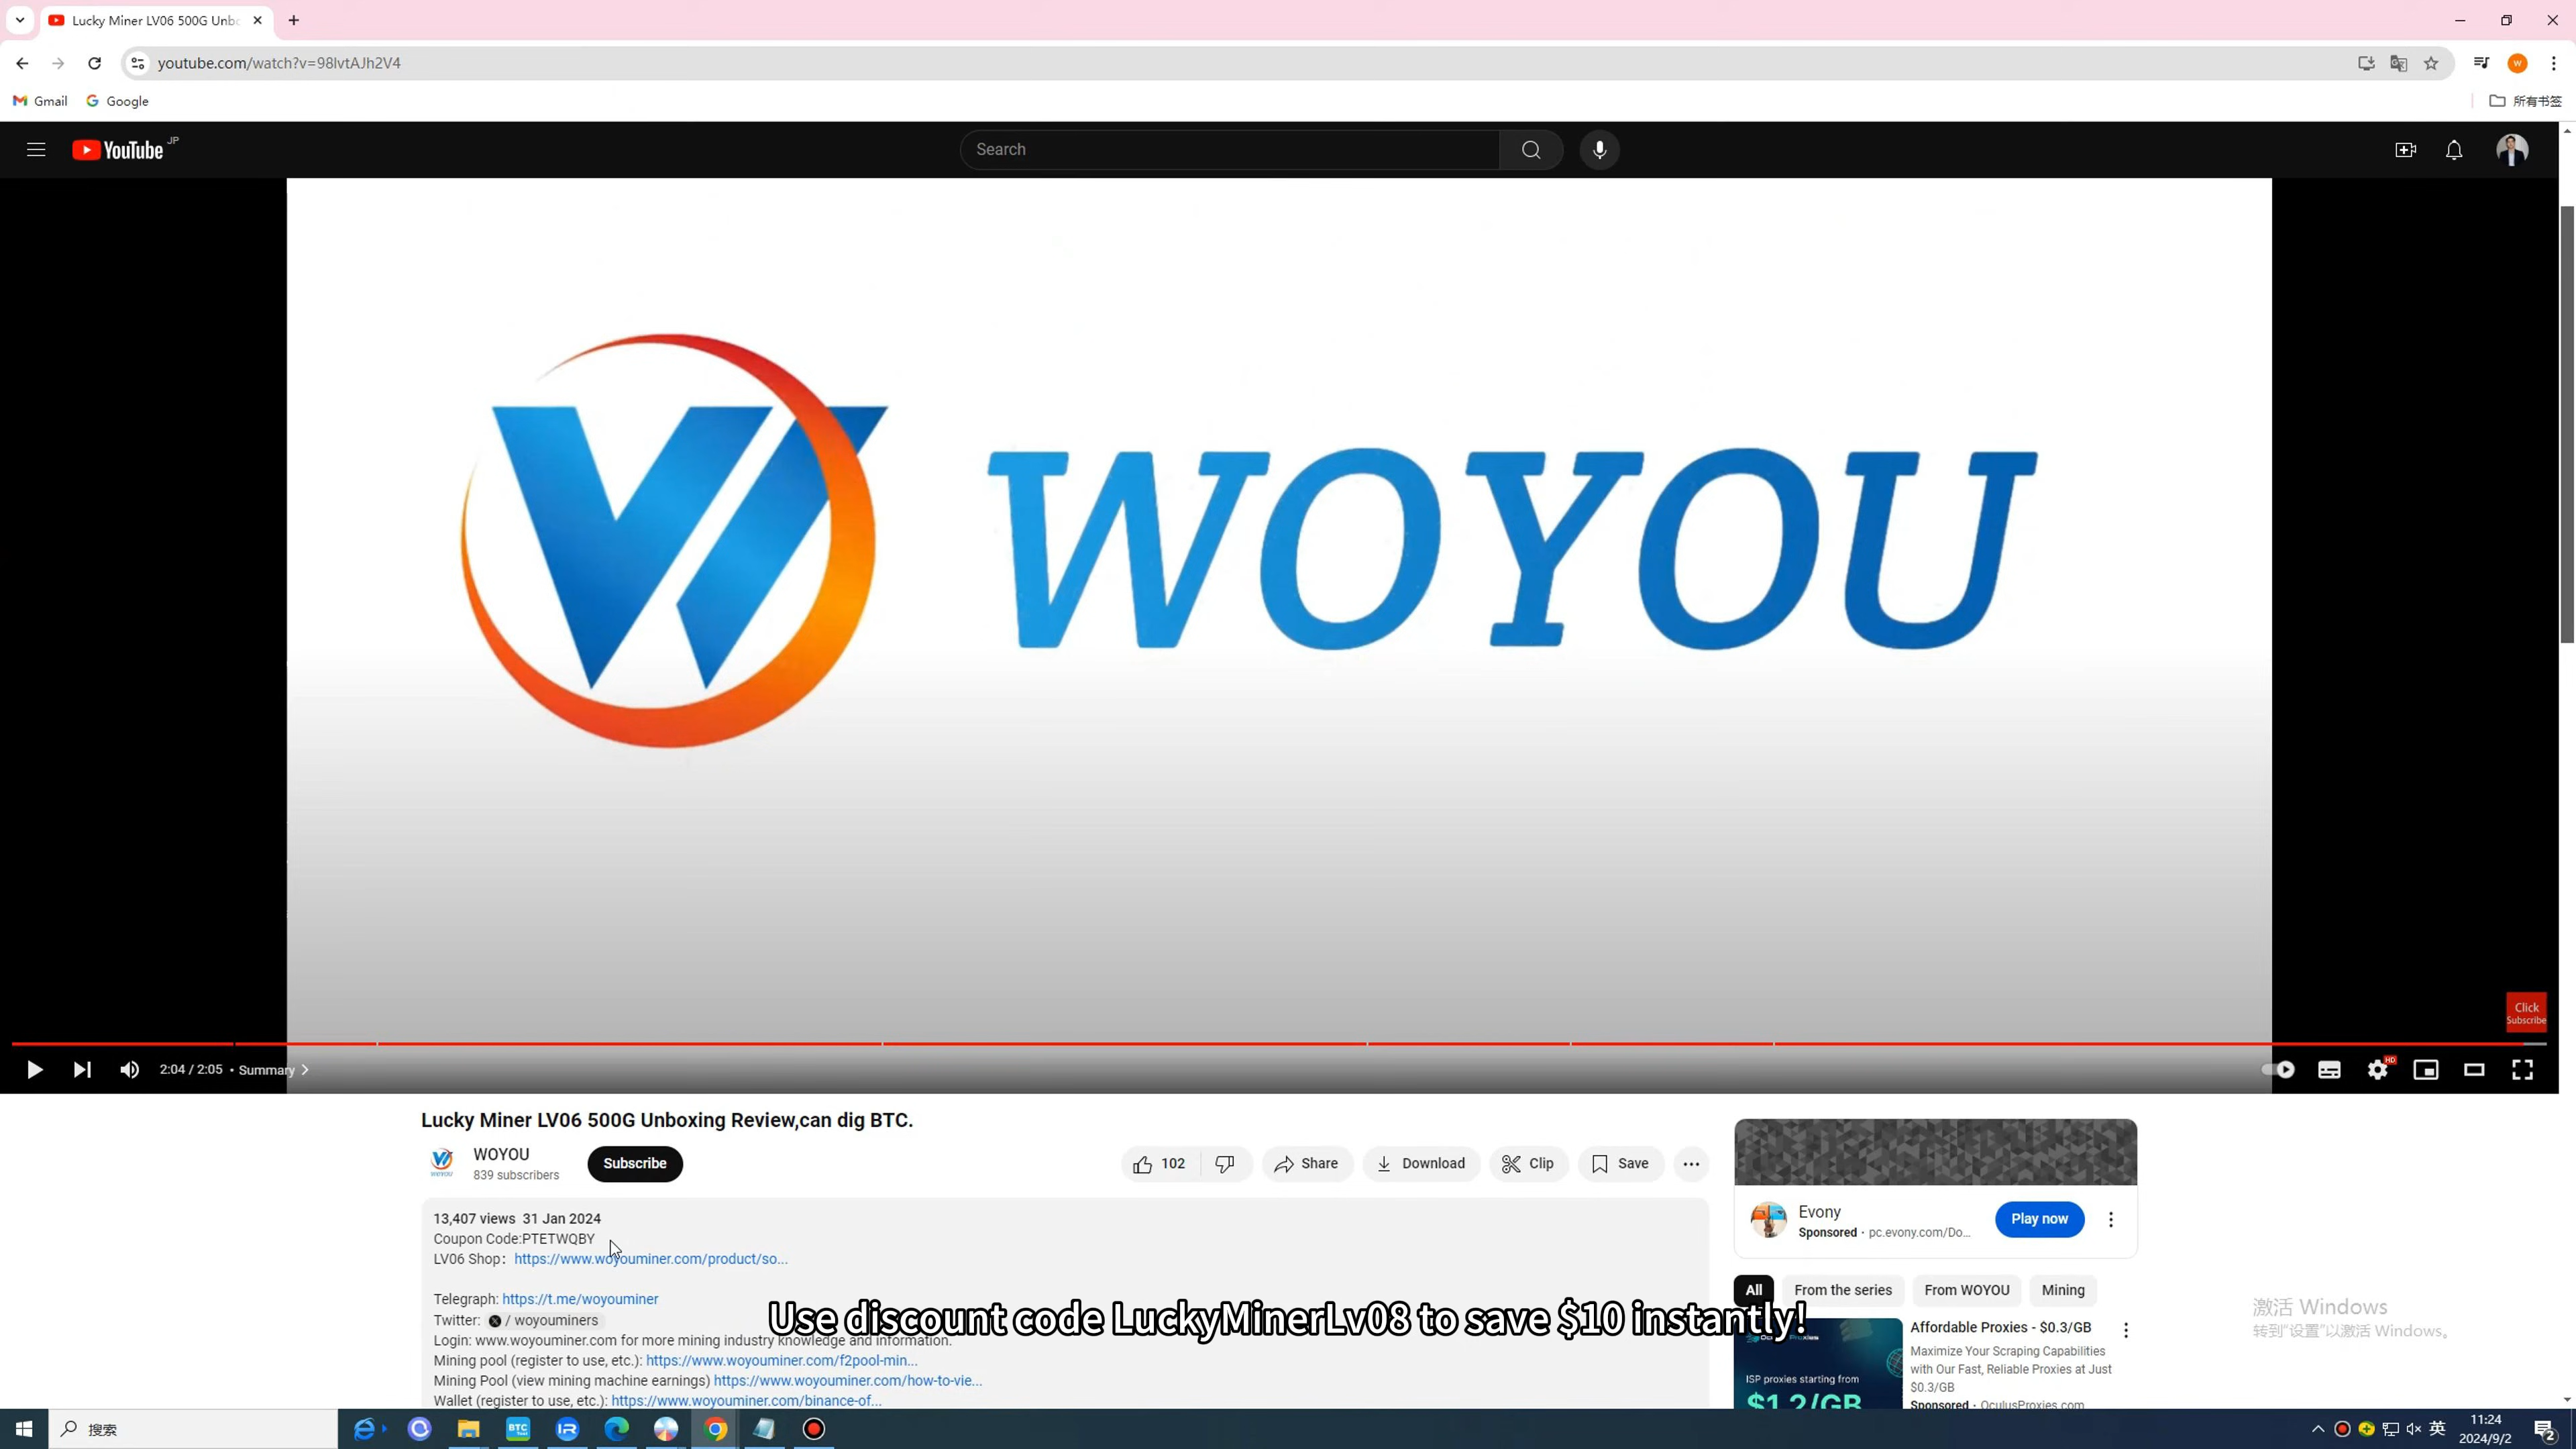 Lucky Miner LV06 500G Unbo
youtube.com/watch?v=98lvtAJh2V4
W
Gmail
Google
所有书签
YouTube JP
Search
WOYOU
Click
Subscribe
2:04 / 2:05 • Summary
HD
Lucky Miner LV06 500G Unboxing Review,can dig BTC.
WOYOU
839 subscribers
Subscribe
102
Share
Download
Clip
Save
13,407 views 31 Jan 2024
Coupon Code:PTETWQBY
LV06 Shop： https://www.woyouminer.com/product/so...
Telegraph: https://t.me/woyouminer
Twitter: / woyouminers
Login: www.woyouminer.com for more mining industry knowledge and information.
Mining pool (register to use, etc.): https://www.woyouminer.com/f2pool-min...
Mining Pool (view mining machine earnings) https://www.woyouminer.com/how-to-vie...
Wallet (register to use, etc.): https://www.woyouminer.com/binance-of...
Use discount code LuckyMinerLv08 to save $10 instantly!
Evony
Sponsored · pc.evony.com/Do...
Play now
All
From the series
From WOYOU
Mining
ISP proxies starting from
$1.2/GB
Affordable Proxies - $0.3/GB
Maximize Your Scraping Capabilities
with Our Fast, Reliable Proxies at Just
$0.3/GB
Sponsored · OculusProxies.com
激活 Windows
转到"设置"以激活 Windows。
搜索
BTC
英
11:24
2024/9/2
2